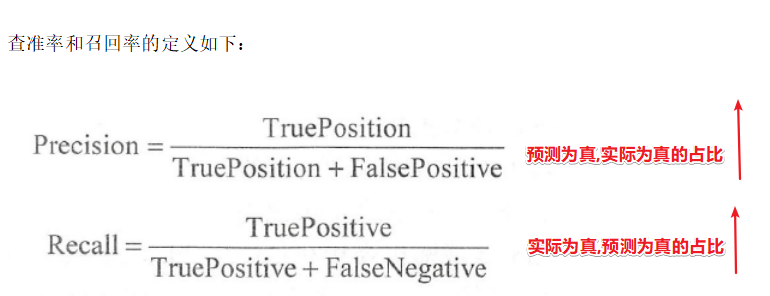 查准率和召回率的定义如下：
TruePosition
Precision = 预测为真,实际为真的占比
TruePosition + FalsePositive
TruePositive
Recall = 实际为真,预测为真的占比
TruePositive + FalseNegative